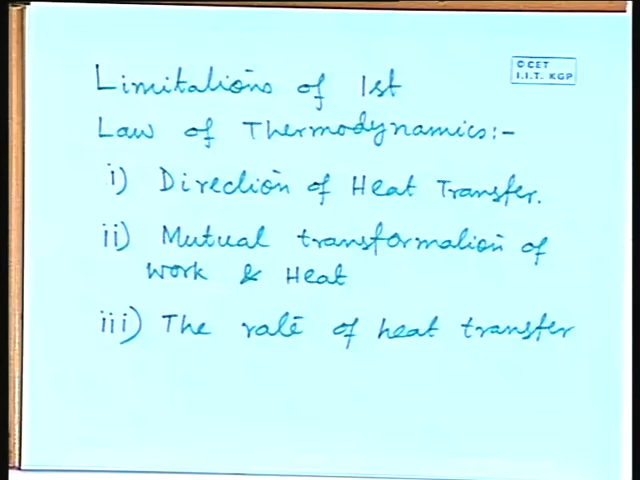 © CET
I.I.T. KGP
Limitations of 1st
Law of Thermodynamics:-
i) Direction of Heat Transfer.
ii) Mutual transformation of
work & Heat
iii) The rate of heat transfer